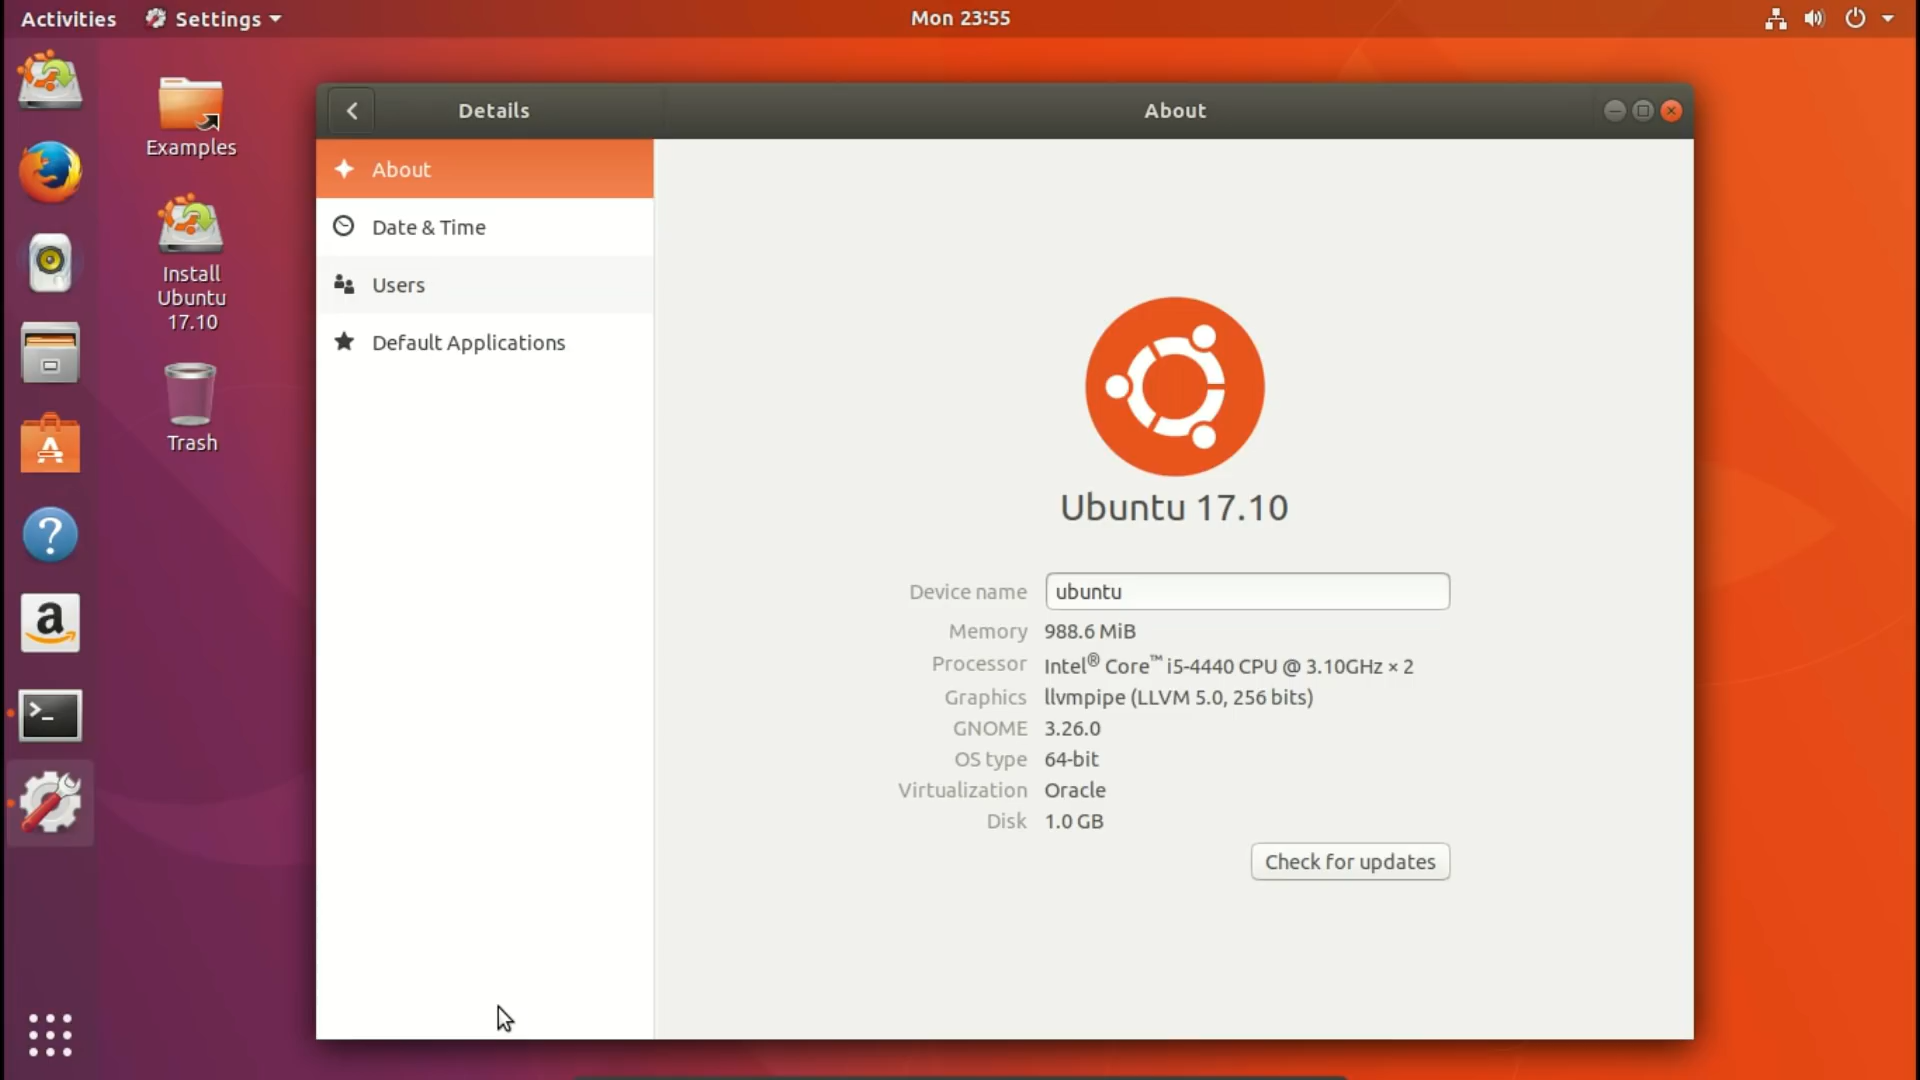 Activities
Settings
Mon 23:55
Examples
Install
Ubuntu
17.10
Trash
Details
About
About
Date & Time
Users
Default Applications
Ubuntu 17.10
Device name ubuntu
Memory 988.6 MiB
Processor Intel® Core™ i5-4440 CPU @ 3.10GHz × 2
Graphics llvmpipe (LLVM 5.0, 256 bits)
GNOME 3.26.0
OS type 64-bit
Virtualization Oracle
Disk 1.0 GB
Check for updates